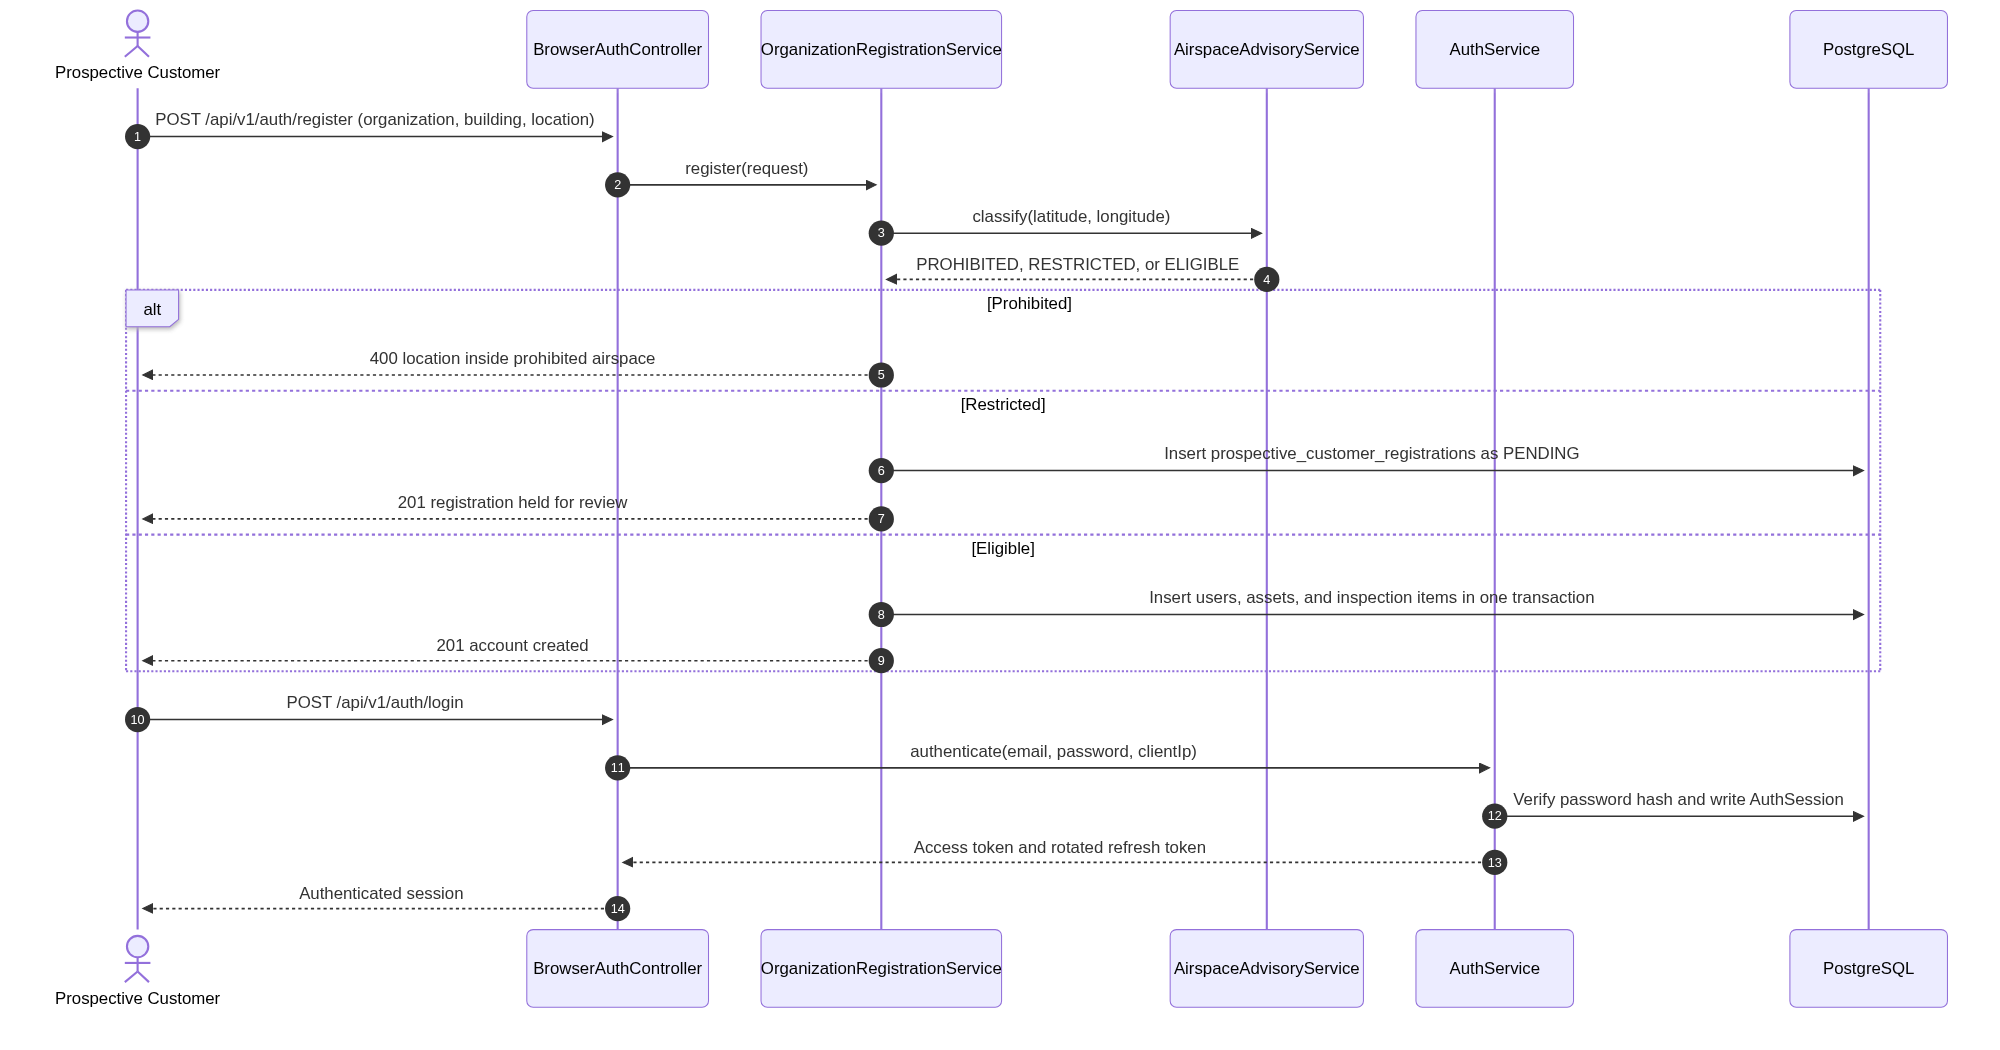 Prospective Customer
BrowserAuthController
OrganizationRegistrationService
AirspaceAdvisoryService
AuthService
PostgreSQL
1
POST /api/v1/auth/register (organization, building, location)
2
register(request)
3
classify(latitude, longitude)
4
PROHIBITED, RESTRICTED, or ELIGIBLE
alt
[Prohibited]
5
400 location inside prohibited airspace
[Restricted]
6
Insert prospective_customer_registrations as PENDING
7
201 registration held for review
[Eligible]
8
Insert users, assets, and inspection items in one transaction
9
201 account created
10
POST /api/v1/auth/login
11
authenticate(email, password, clientIp)
12
Verify password hash and write AuthSession
13
Access token and rotated refresh token
14
Authenticated session
Prospective Customer
BrowserAuthController
OrganizationRegistrationService
AirspaceAdvisoryService
AuthService
PostgreSQL